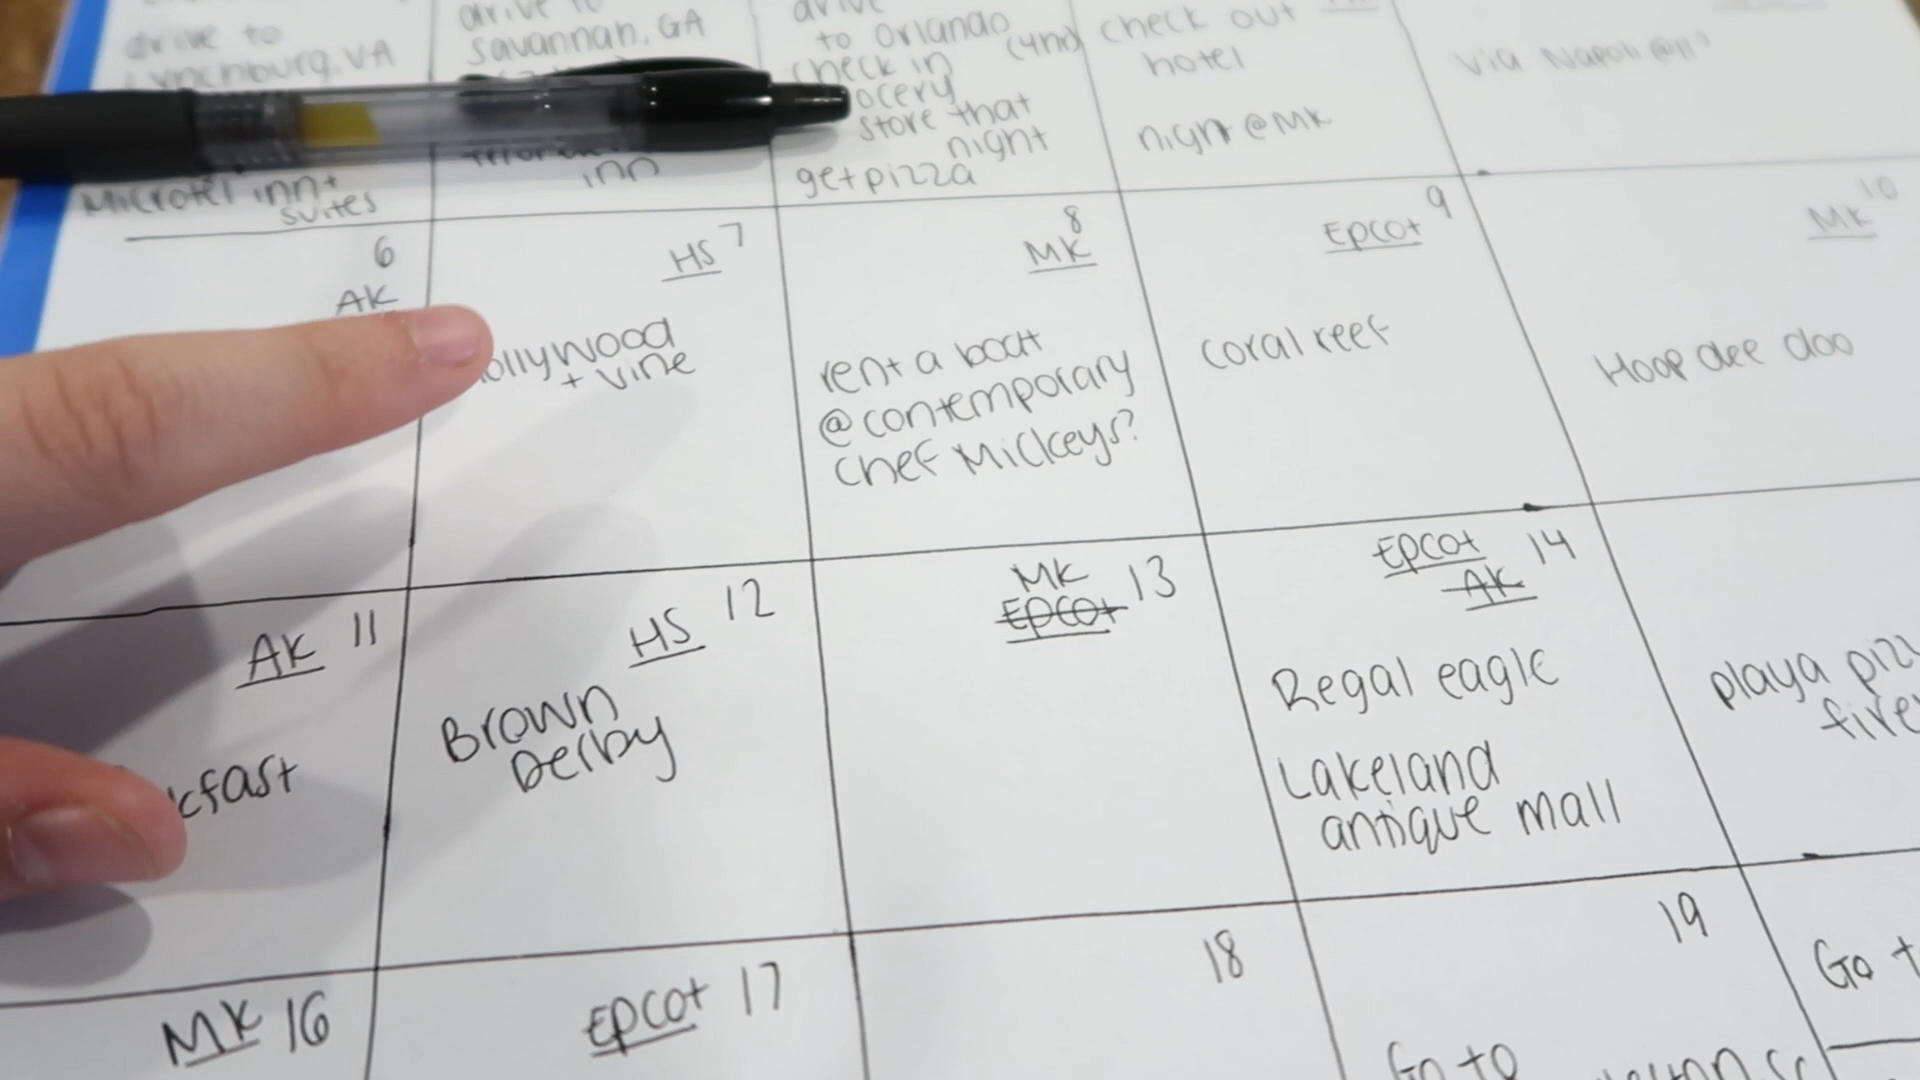 drive to
Lynchburg, VA
Microtel inn +
suites
drive to
Savannah, GA
inn
drive
to Orlando
(4hr)
check in
store that
night
get pizza
check out
hotel
night @ MK
Via Napoli @ 11
6
AK
HS 7
+ vine
8
MK
rent a boat
@ contemporary
Chef Mickeys?
Epcot 9
Coral reef
10
MK
Hoop dee doo
AK 11
HS 12
Brown
Derby
MK
Epcot 13
Epcot 14
AK
Regal eagle
Lakeland
antique mall
playa
MK 16
Epcot 17
18
Go to
19
Go